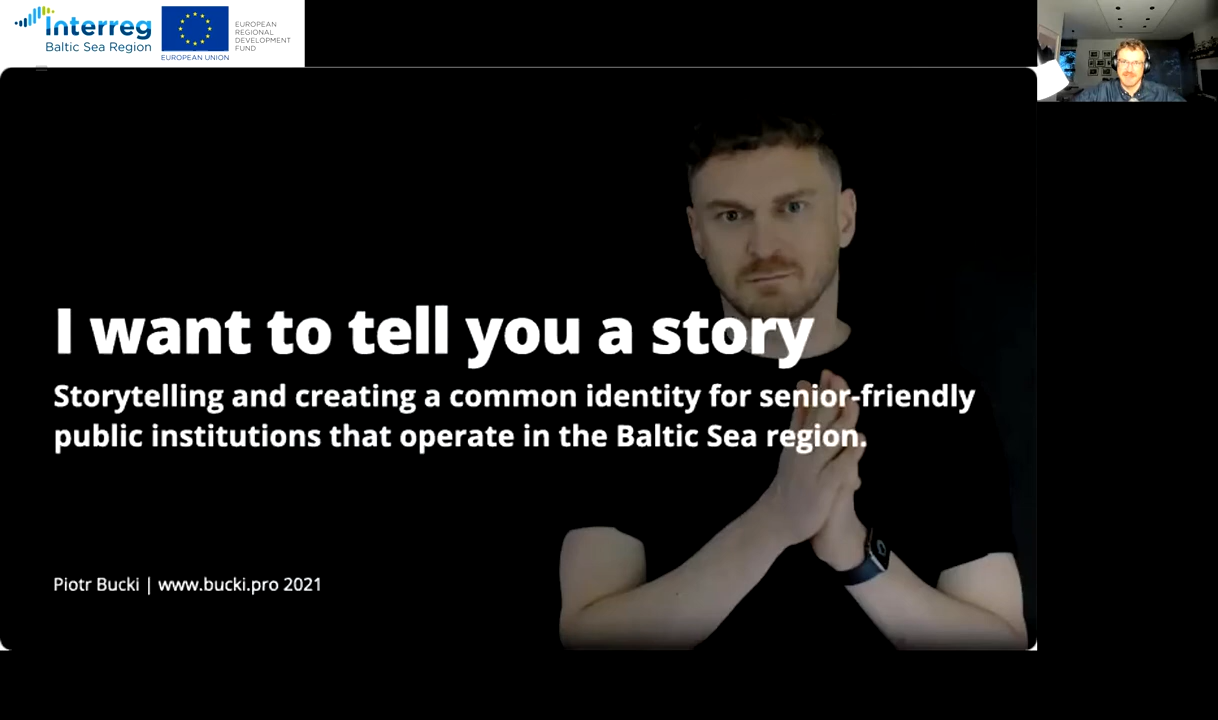 Interreg
Baltic Sea Region
EUROPEAN UNION
EUROPEAN
REGIONAL
DEVELOPMENT
FUND
I want to tell you a story
Storytelling and creating a common identity for senior-friendly
public institutions that operate in the Baltic Sea region.
Piotr Bucki | www.bucki.pro 2021